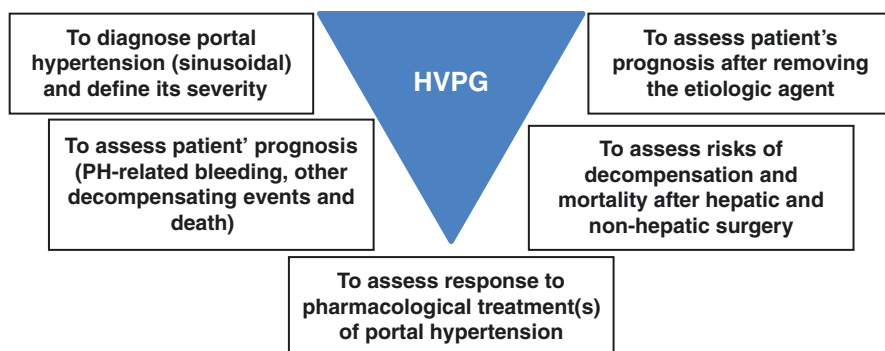 To diagnose portal
hypertension (sinusoidal)
and define its severity
HVPG
To assess patient's
prognosis after removing
the etiologic agent
To assess patient' prognosis
(PH-related bleeding, other
decompensating events and
death)
To assess risks of
decompensation and
mortality after hepatic and
non-hepatic surgery
To assess response to
pharmacological treatment(s)
of portal hypertension